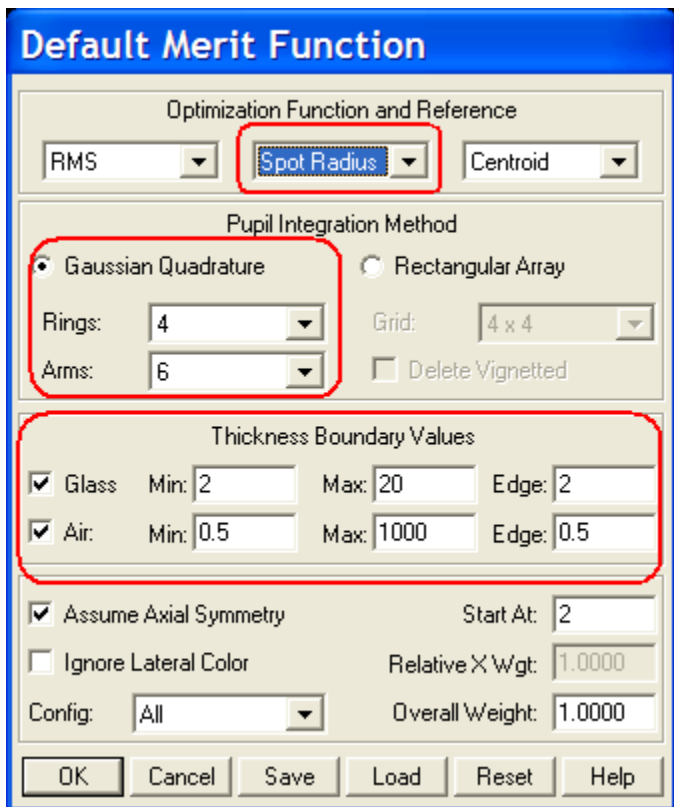 Default Merit Function
Optimization Function and Reference
RMS Spot Radius Centroid
Pupil Integration Method
Gaussian Quadrature Rectangular Array
Rings: 4 Grid: 4 x 4
Arms: 6 Delete Vignetted
Thickness Boundary Values
Glass Min: 2 Max: 20 Edge: 2
Air: Min: 0.5 Max: 1000 Edge: 0.5
Assume Axial Symmetry Start At: 2
Ignore Lateral Color Relative X Wgt: 1.0000
Config: All Overall Weight: 1.0000
OK Cancel Save Load Reset Help